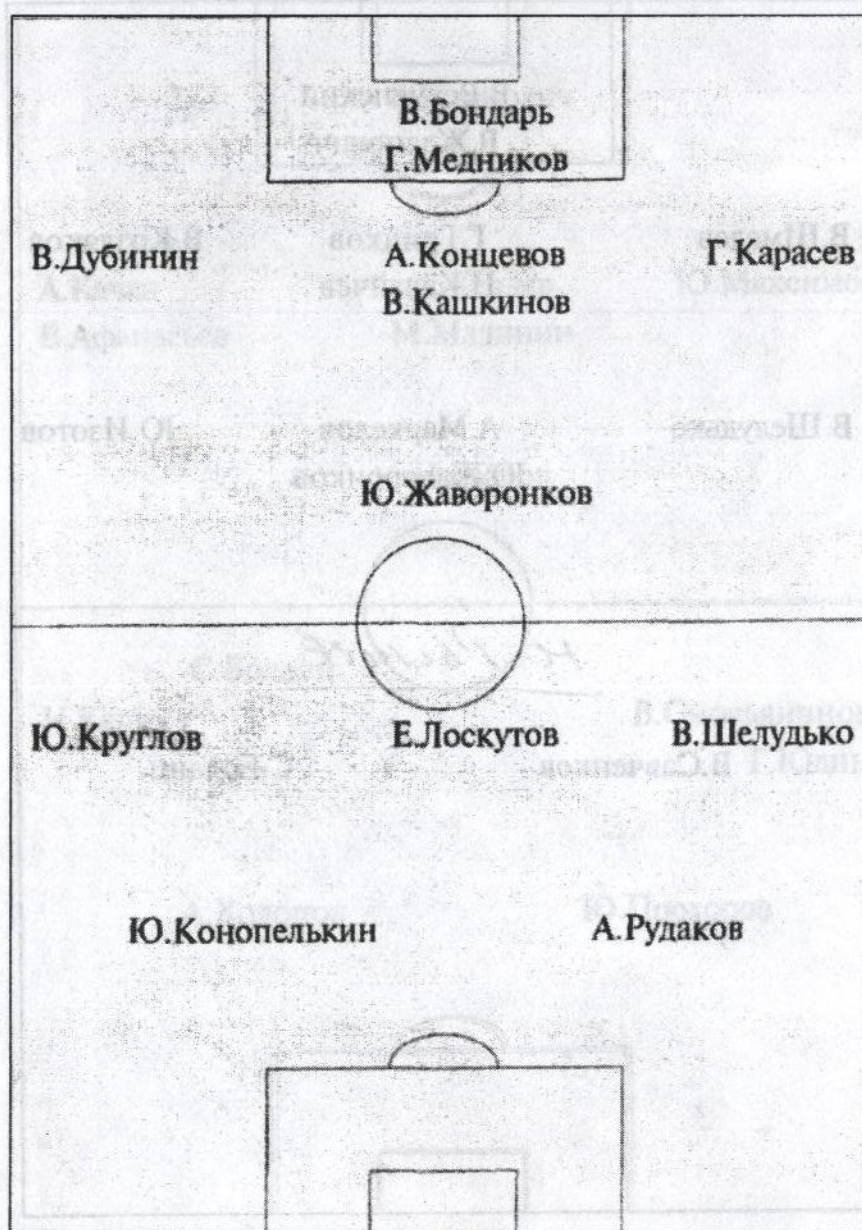 В.Бондарь
Г.Медников
В.Дубинин А.Концевов Г.Карасев
В.Кашкинов
Ю.Жаворонков
Ю.Круглов Е.Лоскутов В.Шелудько
Ю.Конопелькин А.Рудаков